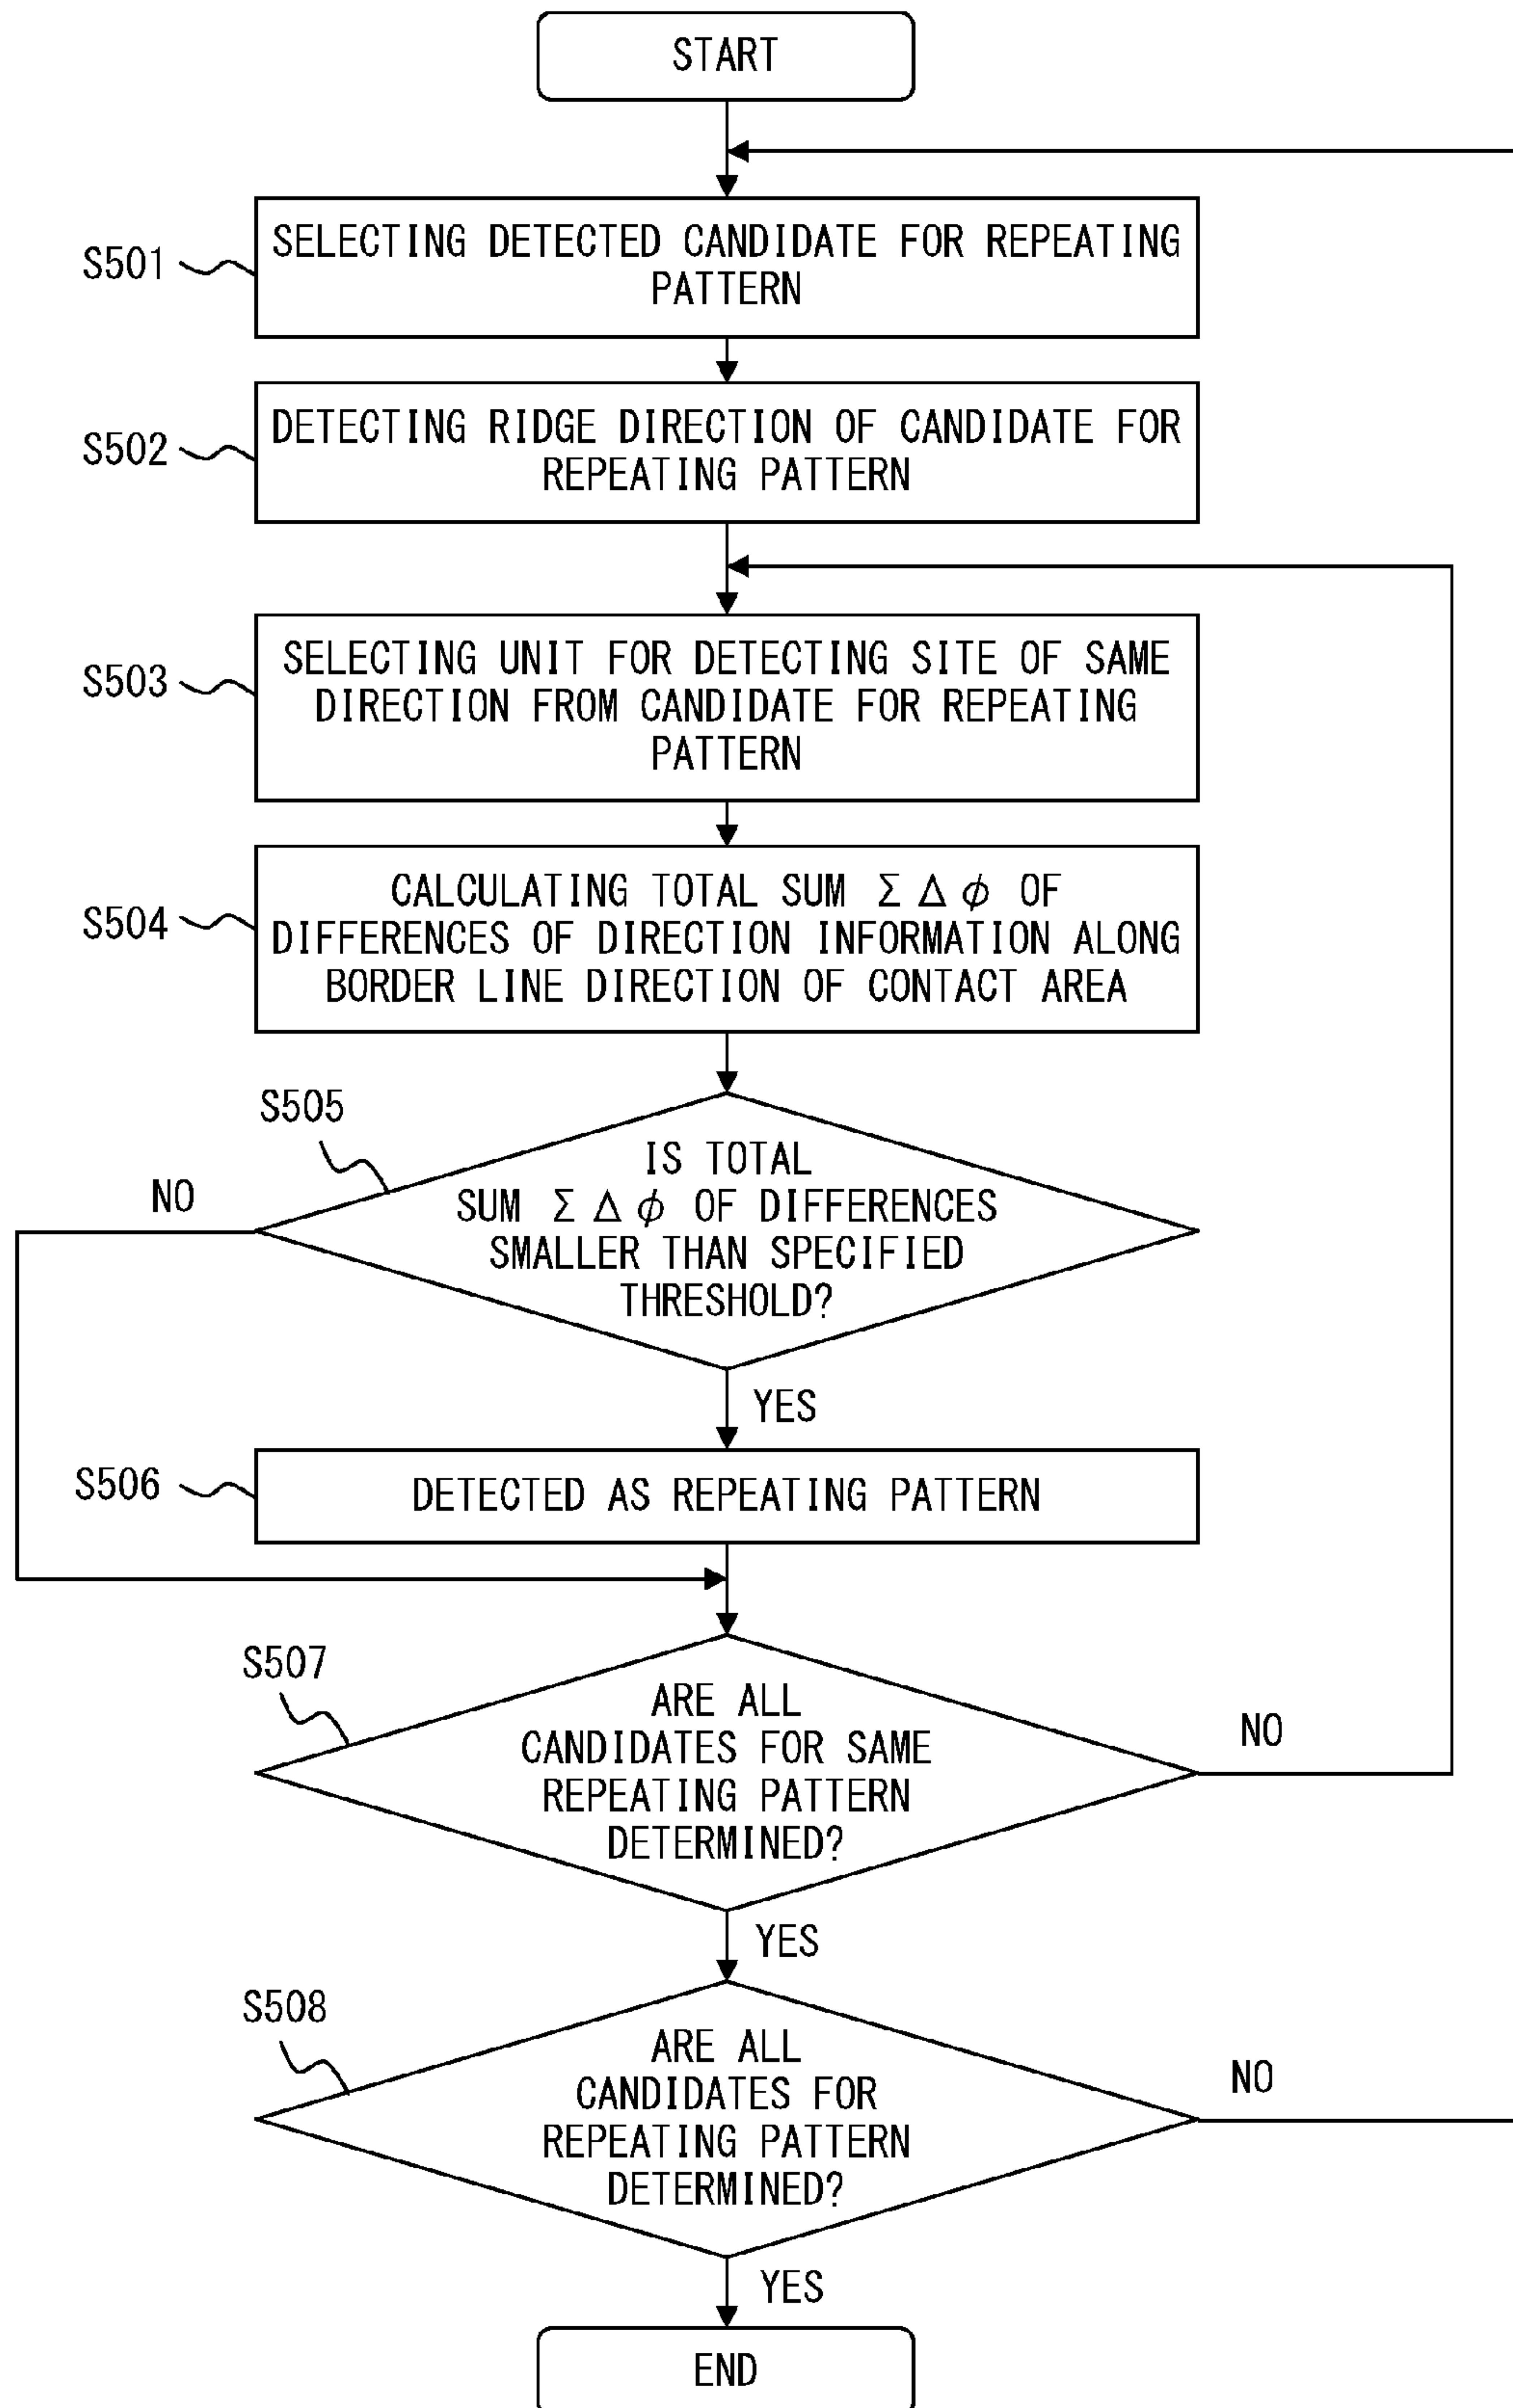 START
S501
SELECTING DETECTED CANDIDATE FOR REPEATING
PATTERN
S502
DETECTING RIDGE DIRECTION OF CANDIDATE FOR
REPEATING PATTERN
S503
SELECTING UNIT FOR DETECTING SITE OF SAME
DIRECTION FROM CANDIDATE FOR REPEATING
PATTERN
S504
CALCULATING TOTAL SUM ΣΔφ OF
DIFFERENCES OF DIRECTION INFORMATION ALONG
BORDER LINE DIRECTION OF CONTACT AREA
S505
NO
IS TOTAL
SUM ΣΔφ OF DIFFERENCES
SMALLER THAN SPECIFIED
THRESHOLD?
YES
S506
DETECTED AS REPEATING PATTERN
S507
ARE ALL
CANDIDATES FOR SAME
REPEATING PATTERN
DETERMINED?
NO
YES
S508
ARE ALL
CANDIDATES FOR
REPEATING PATTERN
DETERMINED?
NO
YES
END